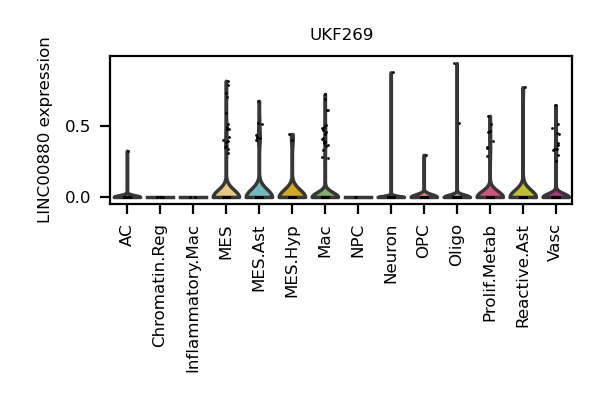 UKF269
LINC00880 expression
0.5
0.0
AC
Chromatin.Reg
Inflammatory.Mac
MES
MES.Ast
MES.Hyp
Mac
NPC
Neuron
OPC
Oligo
Prolif.Metab
Reactive.Ast
Vasc